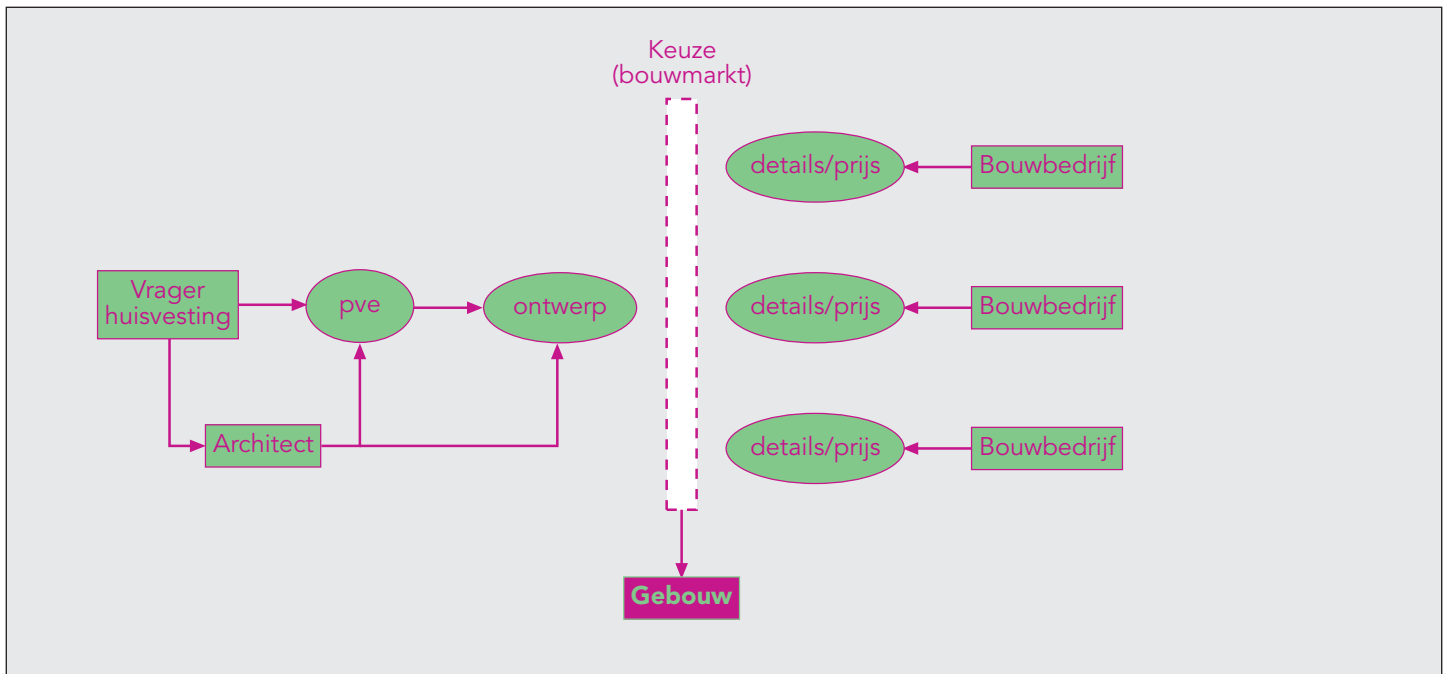 Keuze
(bouwmarkt)
details/prijs
Bouwbedrijf
Vrager
huisvesting
pve
ontwerp
details/prijs
Bouwbedrijf
Architect
details/prijs
Bouwbedrijf
Gebouw